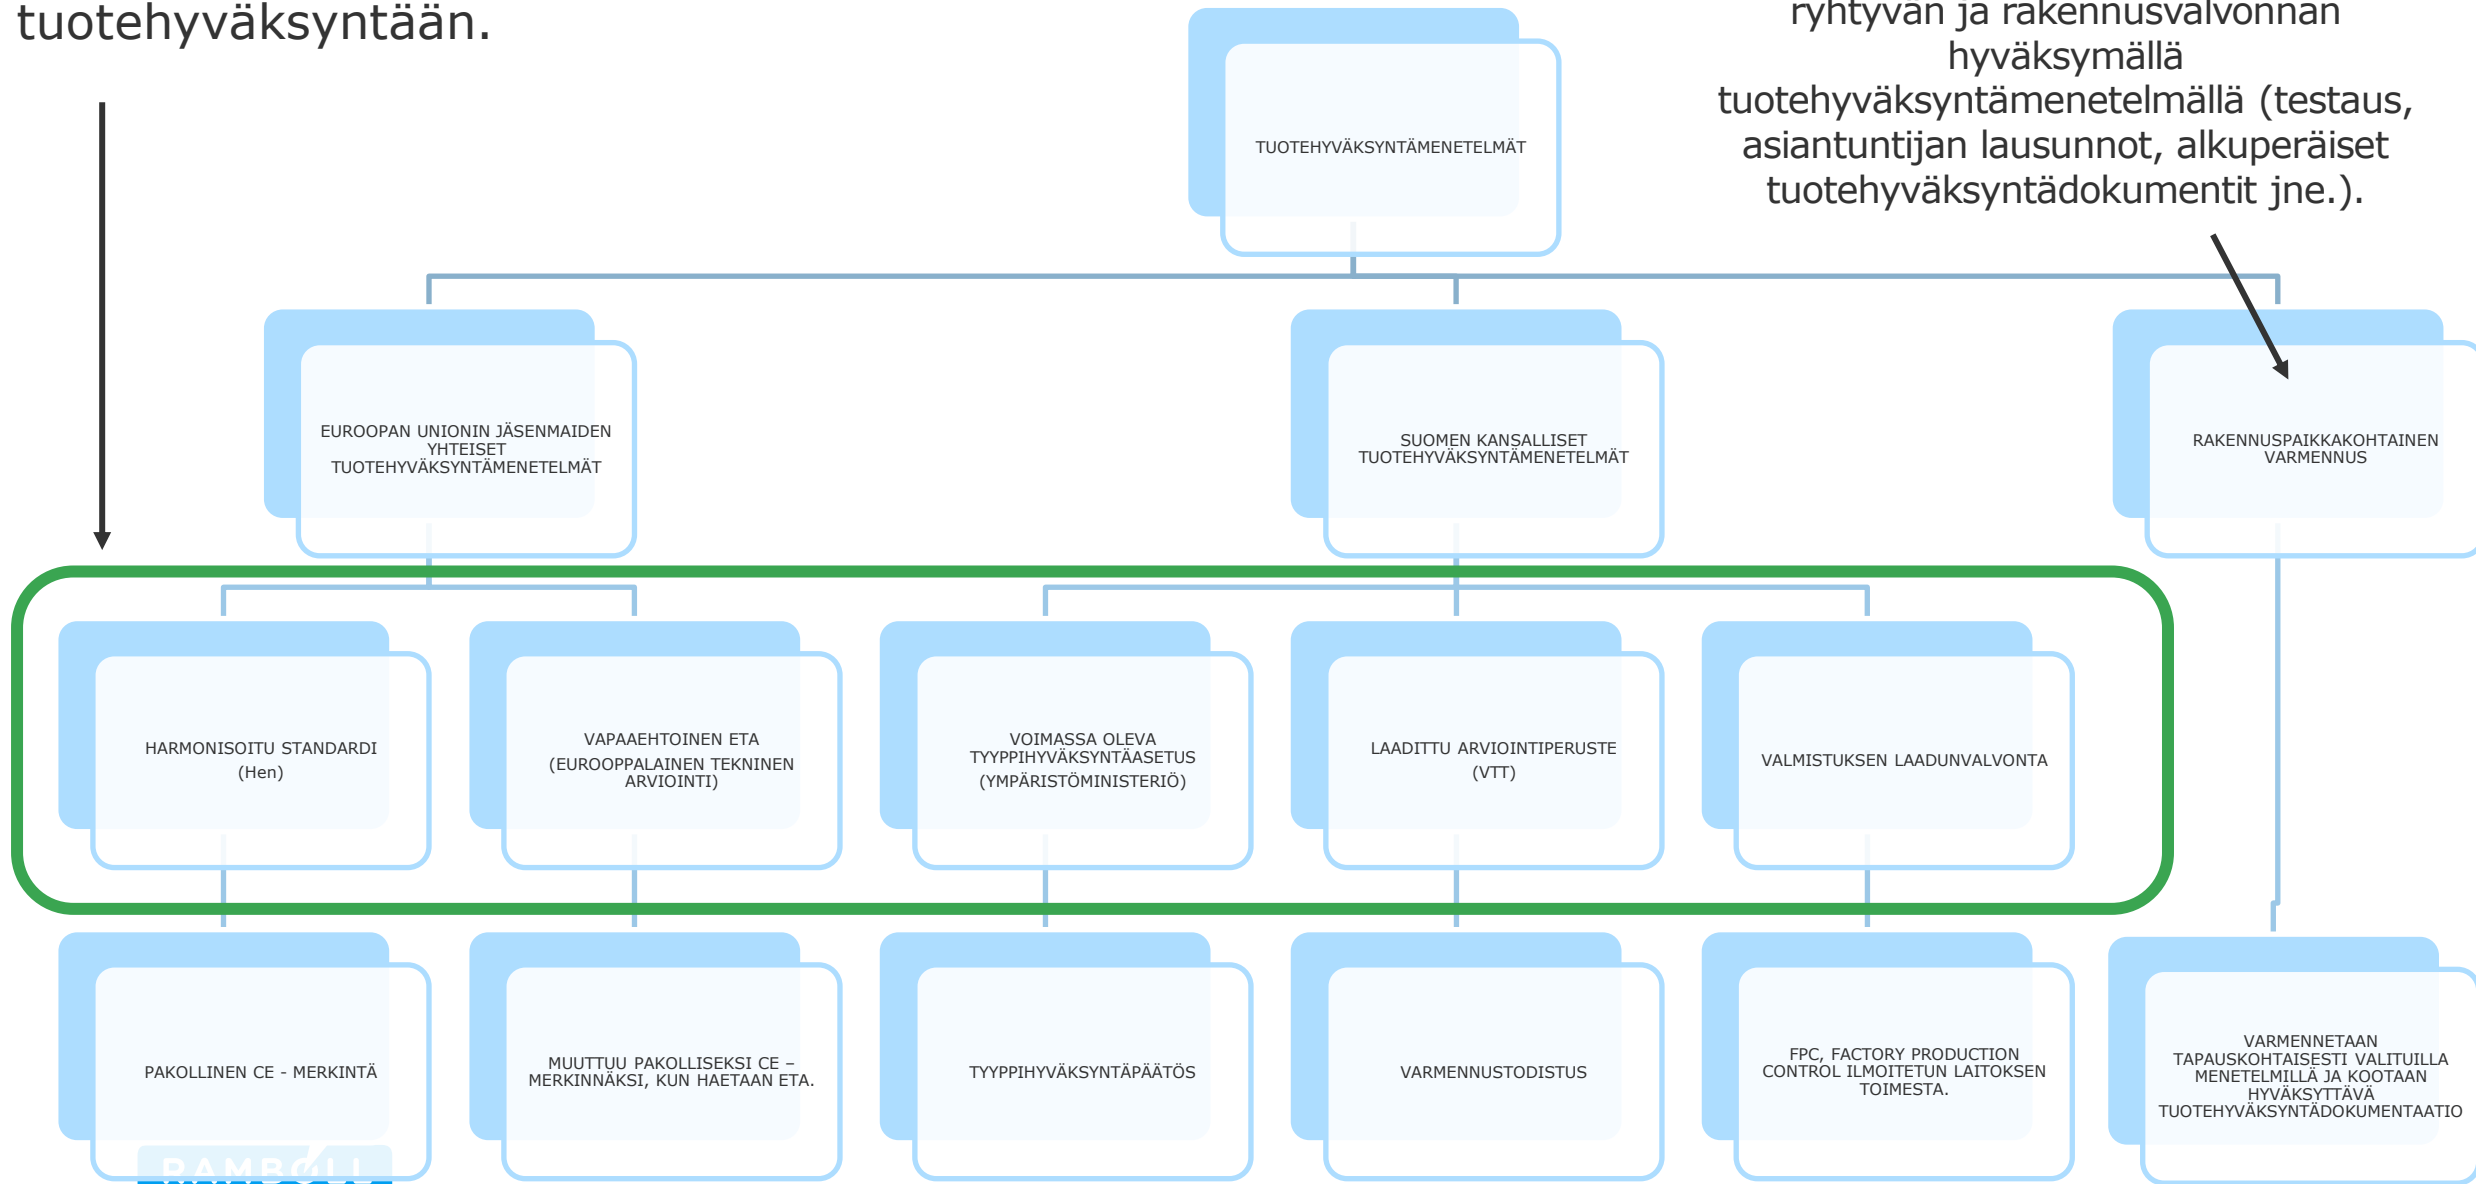 tuotehyväksyntään.
ryhtyvän ja rakennusvalvonnan
hyväksymällä
tuotehyväksyntämenetelmällä (testaus,
asiantuntijan lausunnot, alkuperäiset
tuotehyväksyntädokumentit jne.).
TUOTEHYVÄKSYNTÄMENETELMÄT
EUROOPAN UNIONIN JÄSENMAIDEN
YHTEISET
TUOTEHYVÄKSYNTÄMENETELMÄT
SUOMEN KANSALLISET
TUOTEHYVÄKSYNTÄMENETELMÄT
RAKENNUSPAIKKAKOHTAINEN
VARMENNUS
HARMONISOITU STANDARDI
(Hen)
VAPAAEHTOINEN ETA
(EUROOPPALAINEN TEKNINEN
ARVIOINTI)
VOIMASSA OLEVA
TYYPPIHYVÄKSYNTÄASETUS
(YMPÄRISTÖMINISTERIÖ)
LAADITTU ARVIOINTIPERUSTE
(VTT)
VALMISTUKSEN LAADUNVALVONTA
PAKOLLINEN CE - MERKINTÄ
MUUTTUU PAKOLLISEKSI CE –
MERKINNÄKSI, KUN HAETAAN ETA.
TYYPPIHYVÄKSYNTÄPÄÄTÖS
VARMENNUSTODISTUS
FPC, FACTORY PRODUCTION
CONTROL ILMOITETUN LAITOKSEN
TOIMESTA.
VARMENNETAAN
TAPAUSKOHTAISESTI VALITUILLA
MENETELMILLÄ JA KOOTAAN
HYVÄKSYTTÄVÄ
TUOTEHYVÄKSYNTÄDOKUMENTAATIO
RAMBOLL